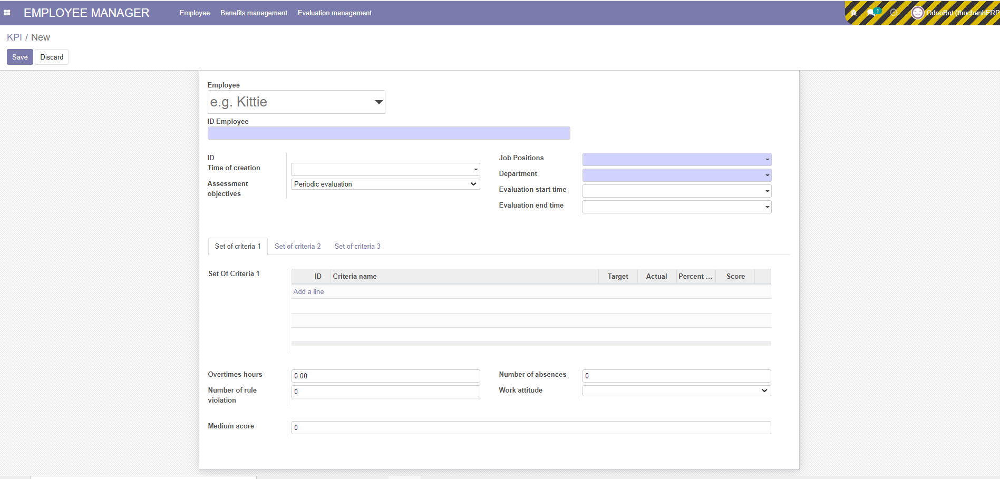 EMPLOYEE MANAGER Employee Benefits management Evaluation management 1 OdooBot (thuchanhERP
KPI / New
Save Discard
Employee
e.g. Kittie
ID Employee
ID
Time of creation
Assessment objectives Periodic evaluation
Job Positions
Department
Evaluation start time
Evaluation end time
Set of criteria 1 Set of criteria 2 Set of criteria 3
Set Of Criteria 1
ID Criteria name Target Actual Percent ... Score
Add a line
Overtimes hours 0.00
Number of rule violation 0
Number of absences 0
Work attitude
Medium score 0